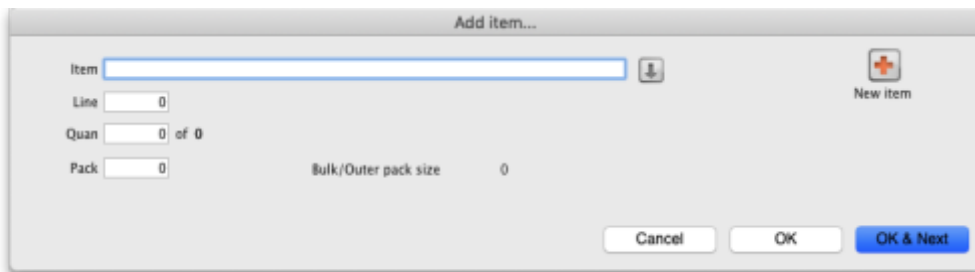 Add item...
Item
New item
Line 0
Quan 0 of 0
Pack 0 Bulk/Outer pack size 0
Cancel OK OK & Next